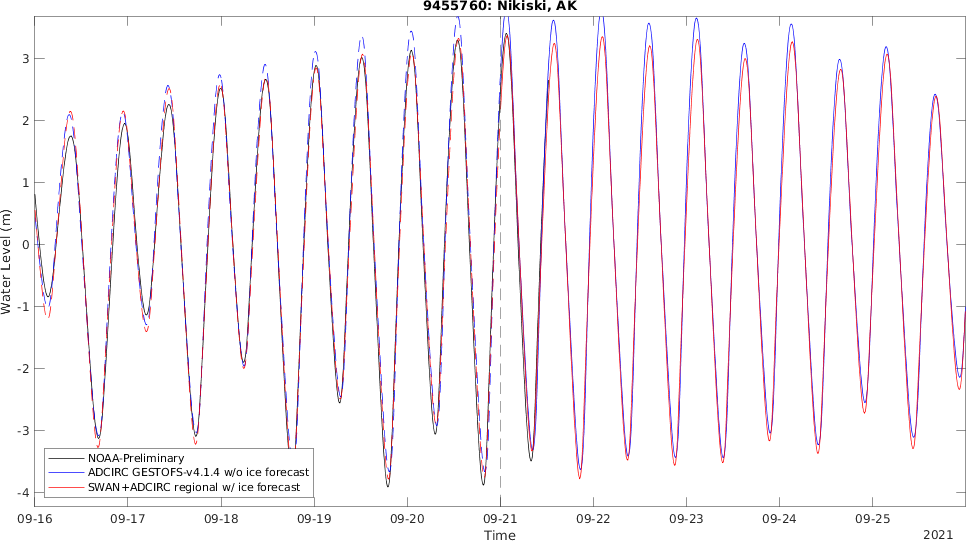 9455760: Nikiski, AK
Water Level (m)
3
2
1
0
-1
-2
-3
-4
NOAA-Preliminary
ADCIRC GESTOFS-v4.1.4 w/o ice forecast
SWAN+ADCIRC regional w/ ice forecast
09-16 09-17 09-18 09-19 09-20 09-21 09-22 09-23 09-24 09-25
Time
2021